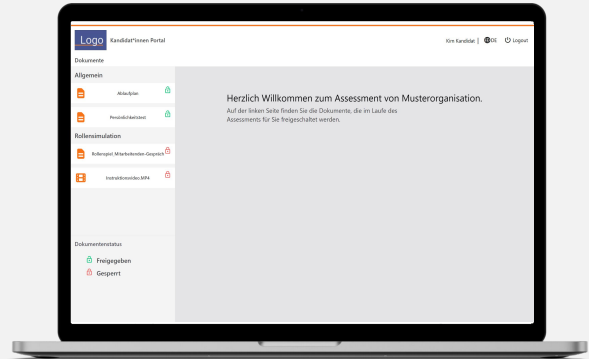 Logo
Kandidat*innen Portal
Kim Kandidat | DE Logout
Dokumente
Allgemein
Ablaufplan
Persönlichkeitstest
Rollensimulation
Rollenspiel_Mitarbeitenden-Gespräch
Instruktionsvideo.MP4
Dokumentenstatus
Freigegeben
Gesperrt
Herzlich Willkommen zum Assessment von Musterorganisation.
Auf der linken Seite finden Sie die Dokumente, die im Laufe des
Assessments für Sie freigeschaltet werden.